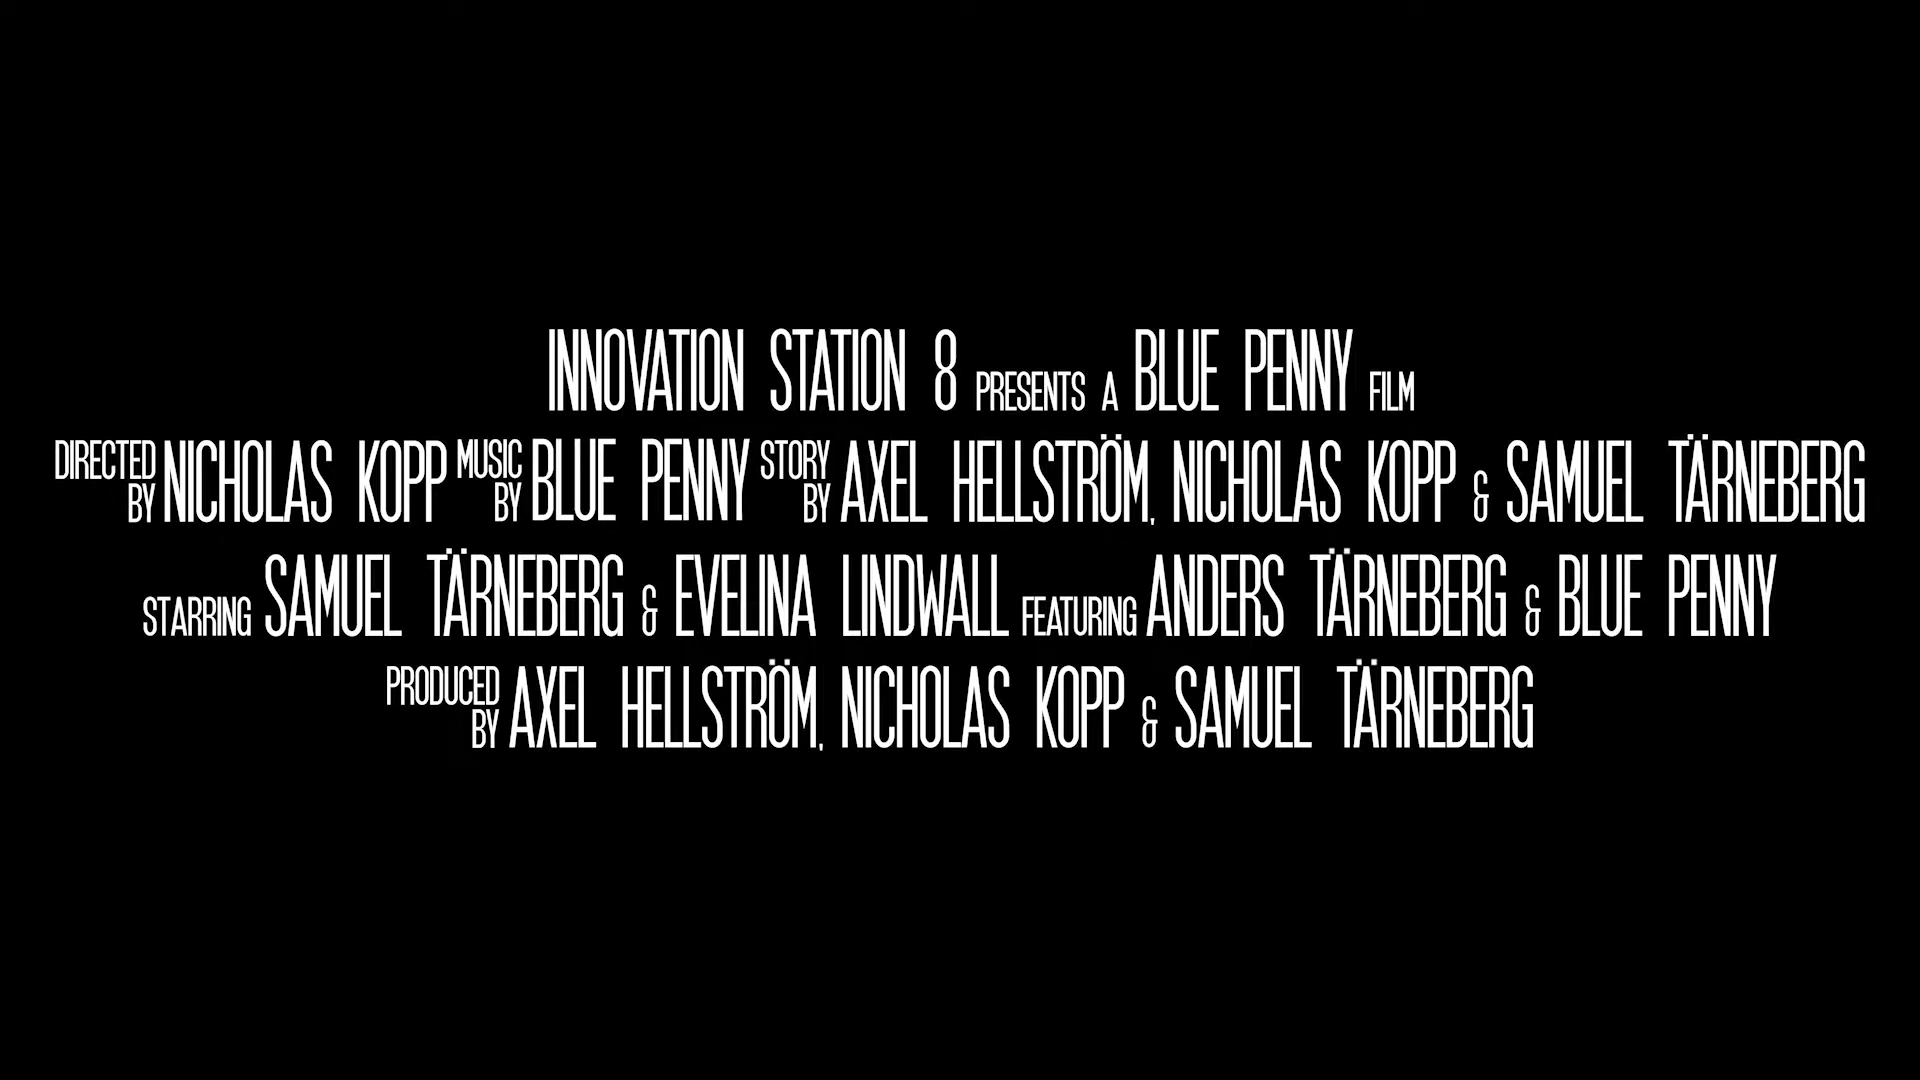 INNOVATION STATION 8 PRESENTS A BLUE PENNY FILM
DIRECTED BY NICHOLAS KOPP MUSIC BY BLUE PENNY STORY BY AXEL HELLSTRÖM, NICHOLAS KOPP & SAMUEL TÄRNEBERG
STARRING SAMUEL TÄRNEBERG & EVELINA LINDWALL FEATURING ANDERS TÄRNEBERG & BLUE PENNY
PRODUCED BY AXEL HELLSTRÖM, NICHOLAS KOPP & SAMUEL TÄRNEBERG